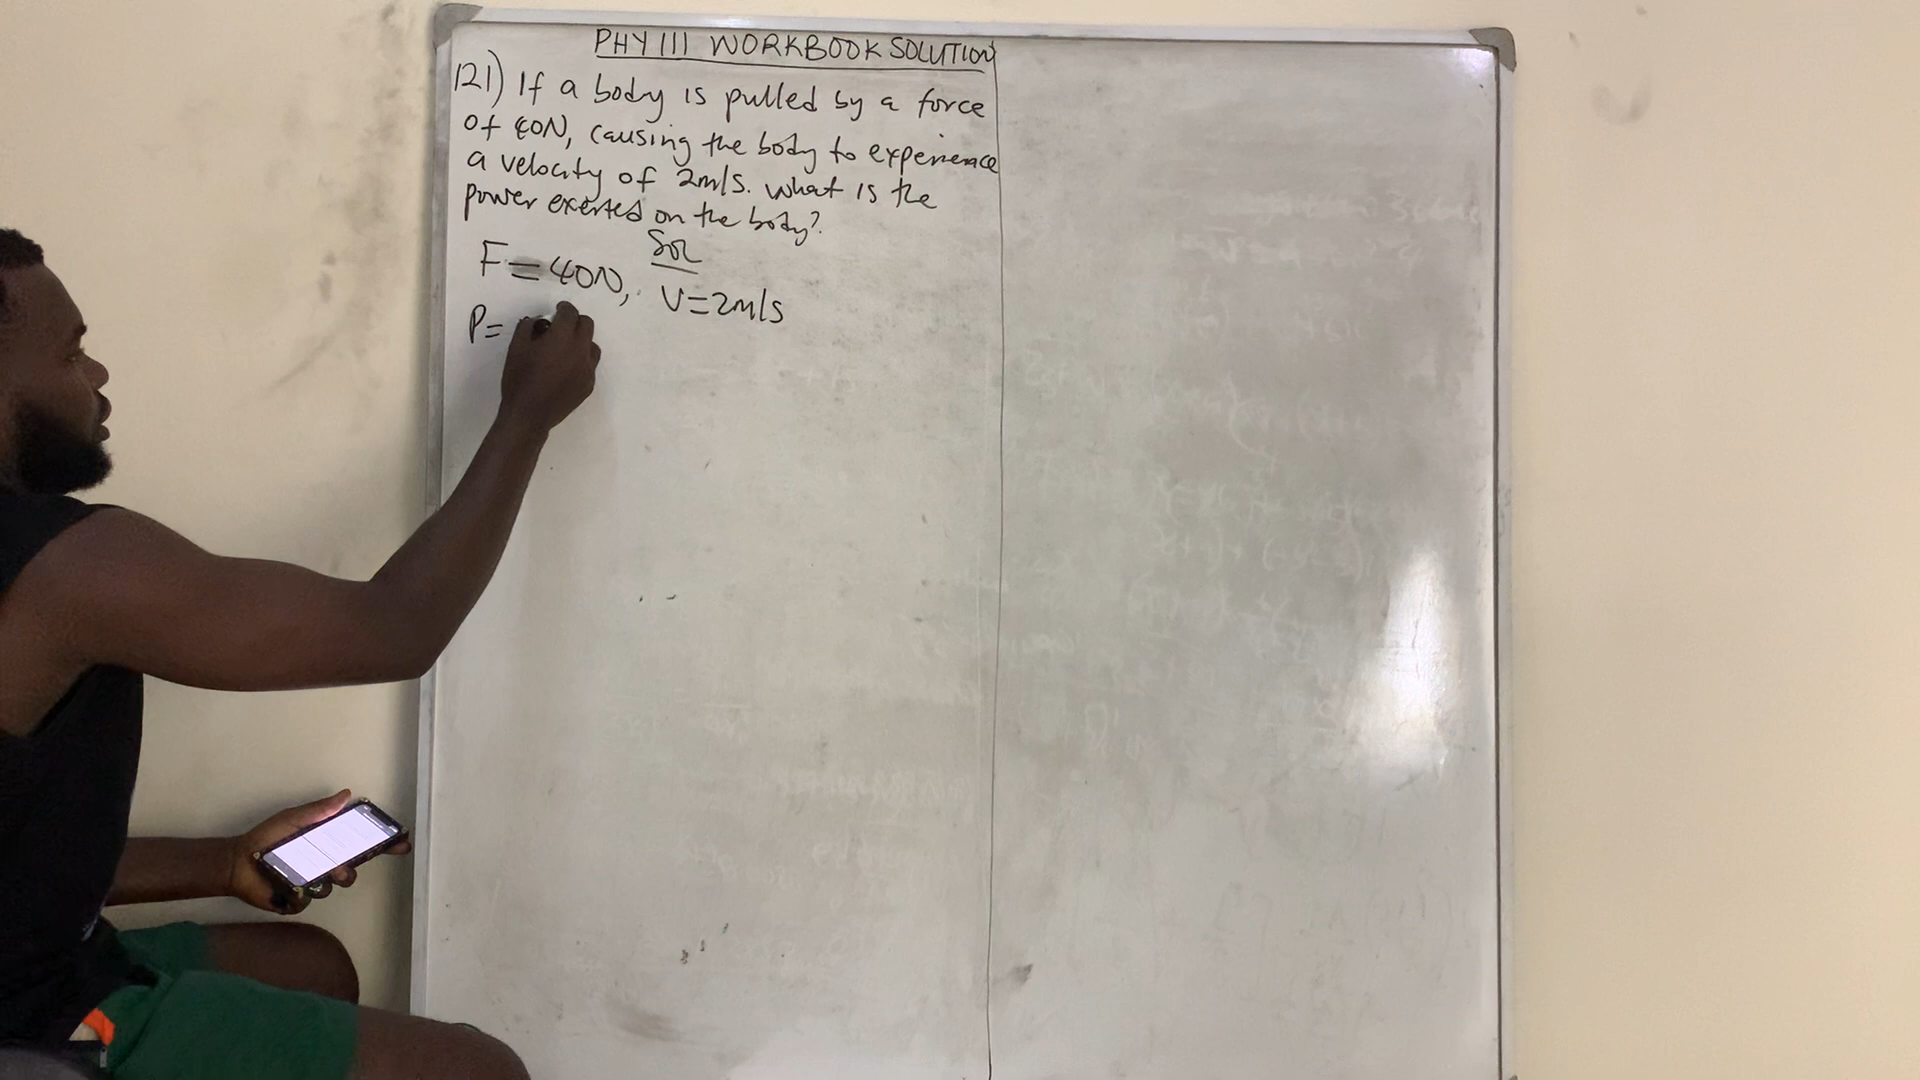 PHY 111 WORKBOOK SOLUTION
121) If a body is pulled by a force
of 40N, causing the body to experience
a velocity of 2m/s. What is the
power exerted on the body?
Sol
F = 40N, V = 2m/s
P =